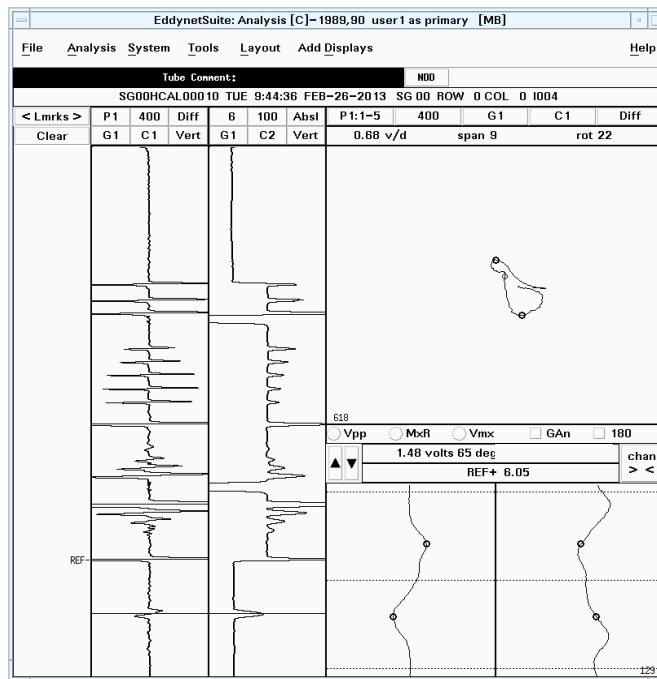 EddynetSuite: Analysis [C]-1989,90 user1 as primary [MB]
File Analysis System Tools Layout Add Displays Help
Tube Comment: NDD
SG00HCAL00010 TUE 9:44:36 FEB-26-2013 SG 00 ROW 0 COL 0 I004
< Lmrks > P1 400 Diff 6 100 Absl P1:1-5 400 G1 C1 Diff
Clear G1 C1 Vert G1 C2 Vert 0.68 v/d span 9 rot 22
618
Vpp MxR Vmx GAn 180
1.48 volts 65 deg chan
REF+ 6.05 > <
REF
129